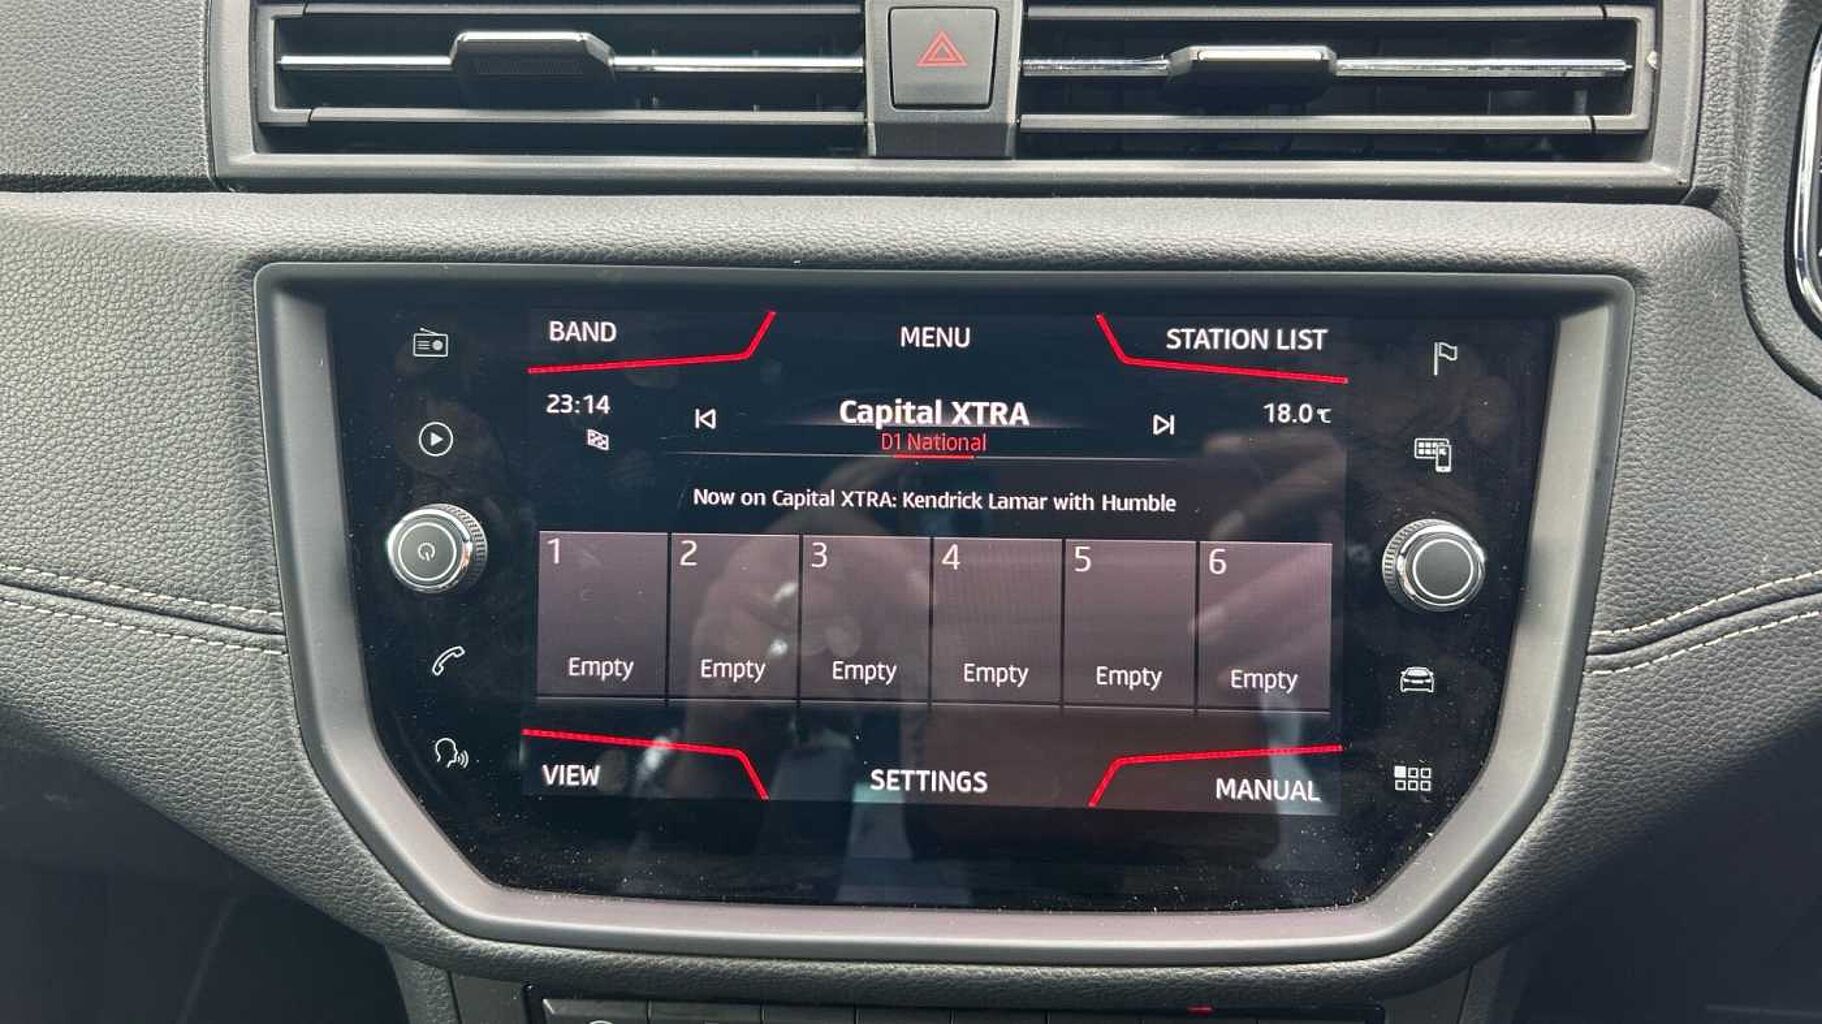 BAND MENU STATION LIST
23:14 Capital XTRA 18.0℃
D1 National
Now on Capital XTRA: Kendrick Lamar with Humble
1 2 3 4 5 6
Empty Empty Empty Empty Empty Empty
VIEW SETTINGS MANUAL